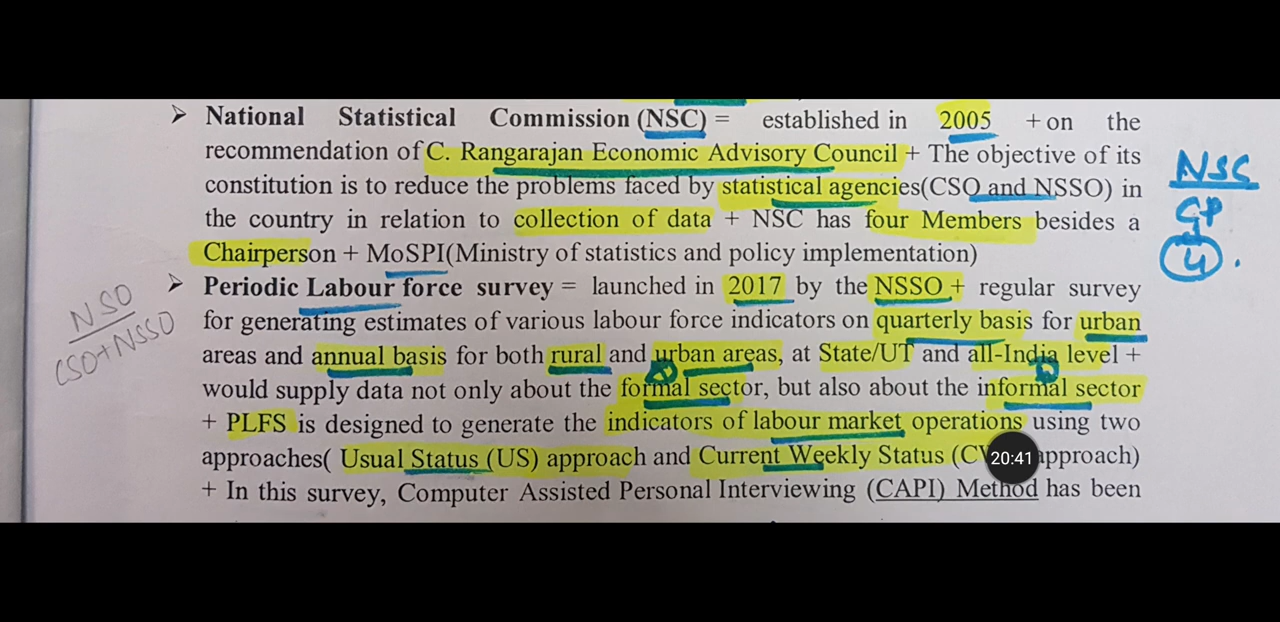 ➤ National Statistical Commission (NSC) = established in 2005 + on the
recommendation of C. Rangarajan Economic Advisory Council + The objective of its
constitution is to reduce the problems faced by statistical agencies(CSO and NSSO) in
the country in relation to collection of data + NSC has four Members besides a
Chairperson + MoSPI(Ministry of statistics and policy implementation)
NSC
CP
4
➤ Periodic Labour force survey = launched in 2017 by the NSSO + regular survey
for generating estimates of various labour force indicators on quarterly basis for urban
areas and annual basis for both rural and urban areas, at State/UT and all-India level +
would supply data not only about the formal sector, but also about the informal sector
+ PLFS is designed to generate the indicators of labour market operations using two
approaches( Usual Status (US) approach and Current Weekly Status (C approach)
+ In this survey, Computer Assisted Personal Interviewing (CAPI) Method has been
NSO
CSO+NSSO
20:41